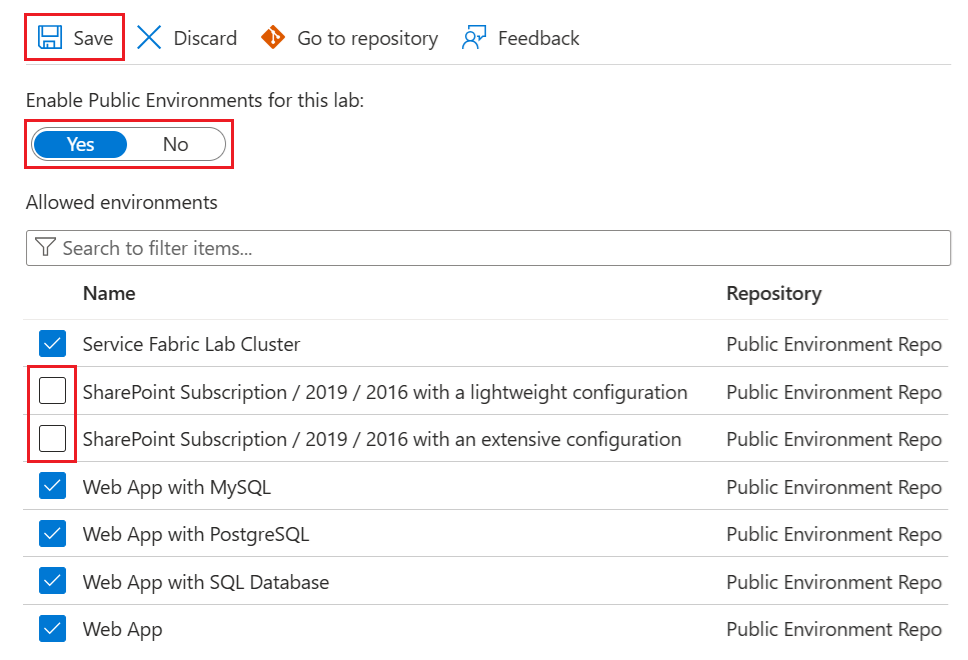 Save Discard Go to repository Feedback
Enable Public Environments for this lab:
Yes No
Allowed environments
Search to filter items...
Name Repository
Service Fabric Lab Cluster Public Environment Repo
SharePoint Subscription / 2019 / 2016 with a lightweight configuration Public Environment Repo
SharePoint Subscription / 2019 / 2016 with an extensive configuration Public Environment Repo
Web App with MySQL Public Environment Repo
Web App with PostgreSQL Public Environment Repo
Web App with SQL Database Public Environment Repo
Web App Public Environment Repo